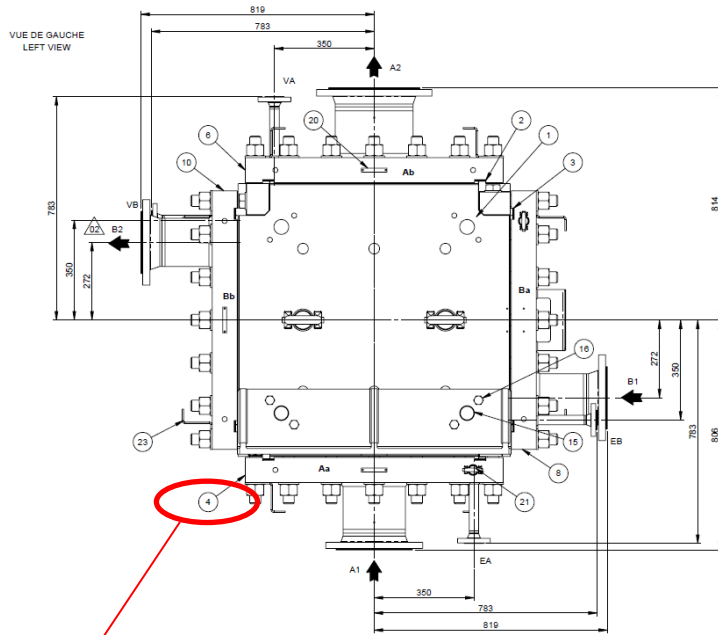 819
783
VUE DE GAUCHE
LEFT VIEW
350
A2
VA
20
2
1
6
3
10
Ab
VB
02
B2
783
350
272
Bb
Ba
814
16
272
350
B1
783
806
23
15
EB
Aa
8
4
21
A1
EA
350
783
819